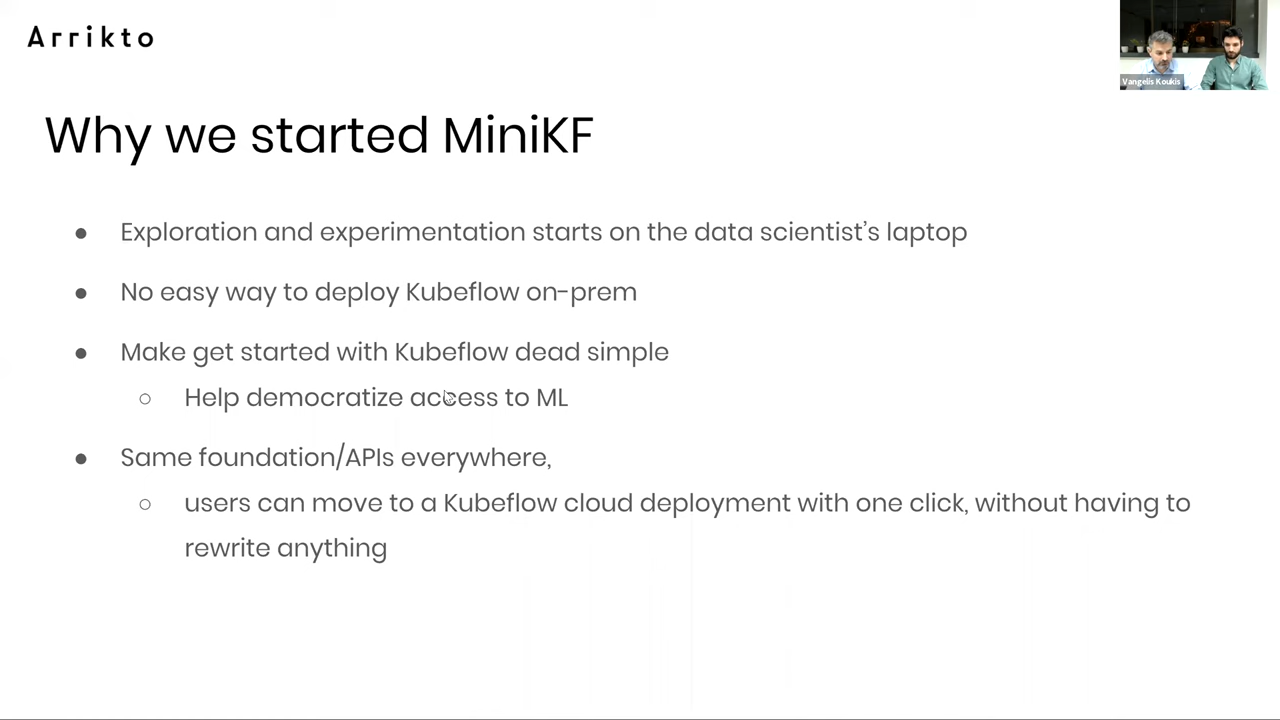 Arrikto
Vangelis Koukis
Why we started MiniKF
● Exploration and experimentation starts on the data scientist’s laptop
● No easy way to deploy Kubeflow on-prem
● Make get started with Kubeflow dead simple
○ Help democratize access to ML
● Same foundation/APIs everywhere,
○ users can move to a Kubeflow cloud deployment with one click, without having to
rewrite anything